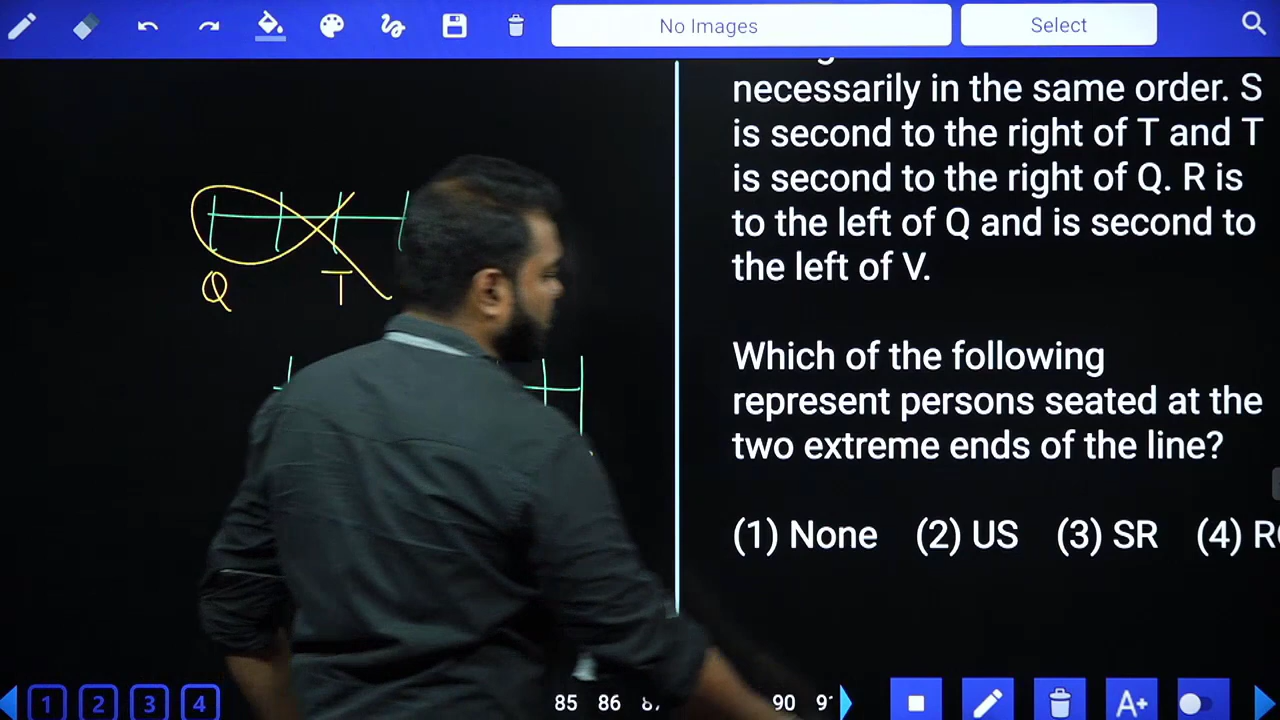 No Images
Select
necessarily in the same order. S
is second to the right of T and T
is second to the right of Q. R is
to the left of Q and is second to
the left of V.
Which of the following
represent persons seated at the
two extreme ends of the line?
(1) None (2) US (3) SR (4)
Q T
1 2 3 4
85 86 90
A+